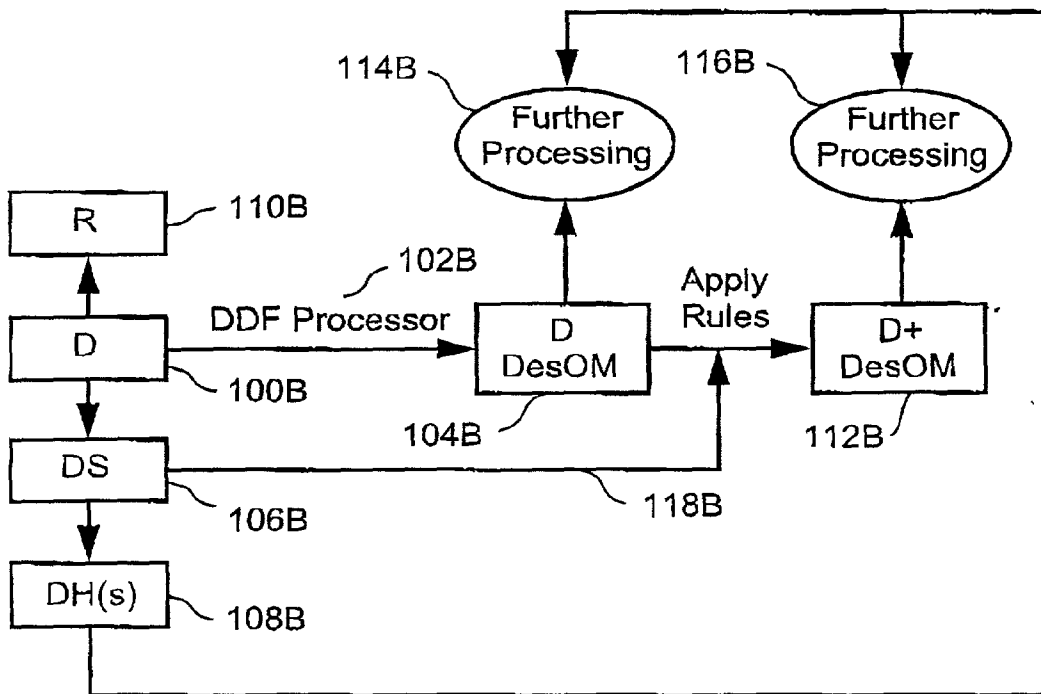 114B
116B
Further
Processing
Further
Processing
R
110B
102B
Apply
Rules
DDF Processor
D
100B
D
DesOM
D+
DesOM
104B
112B
DS
106B
118B
DH(s)
108B